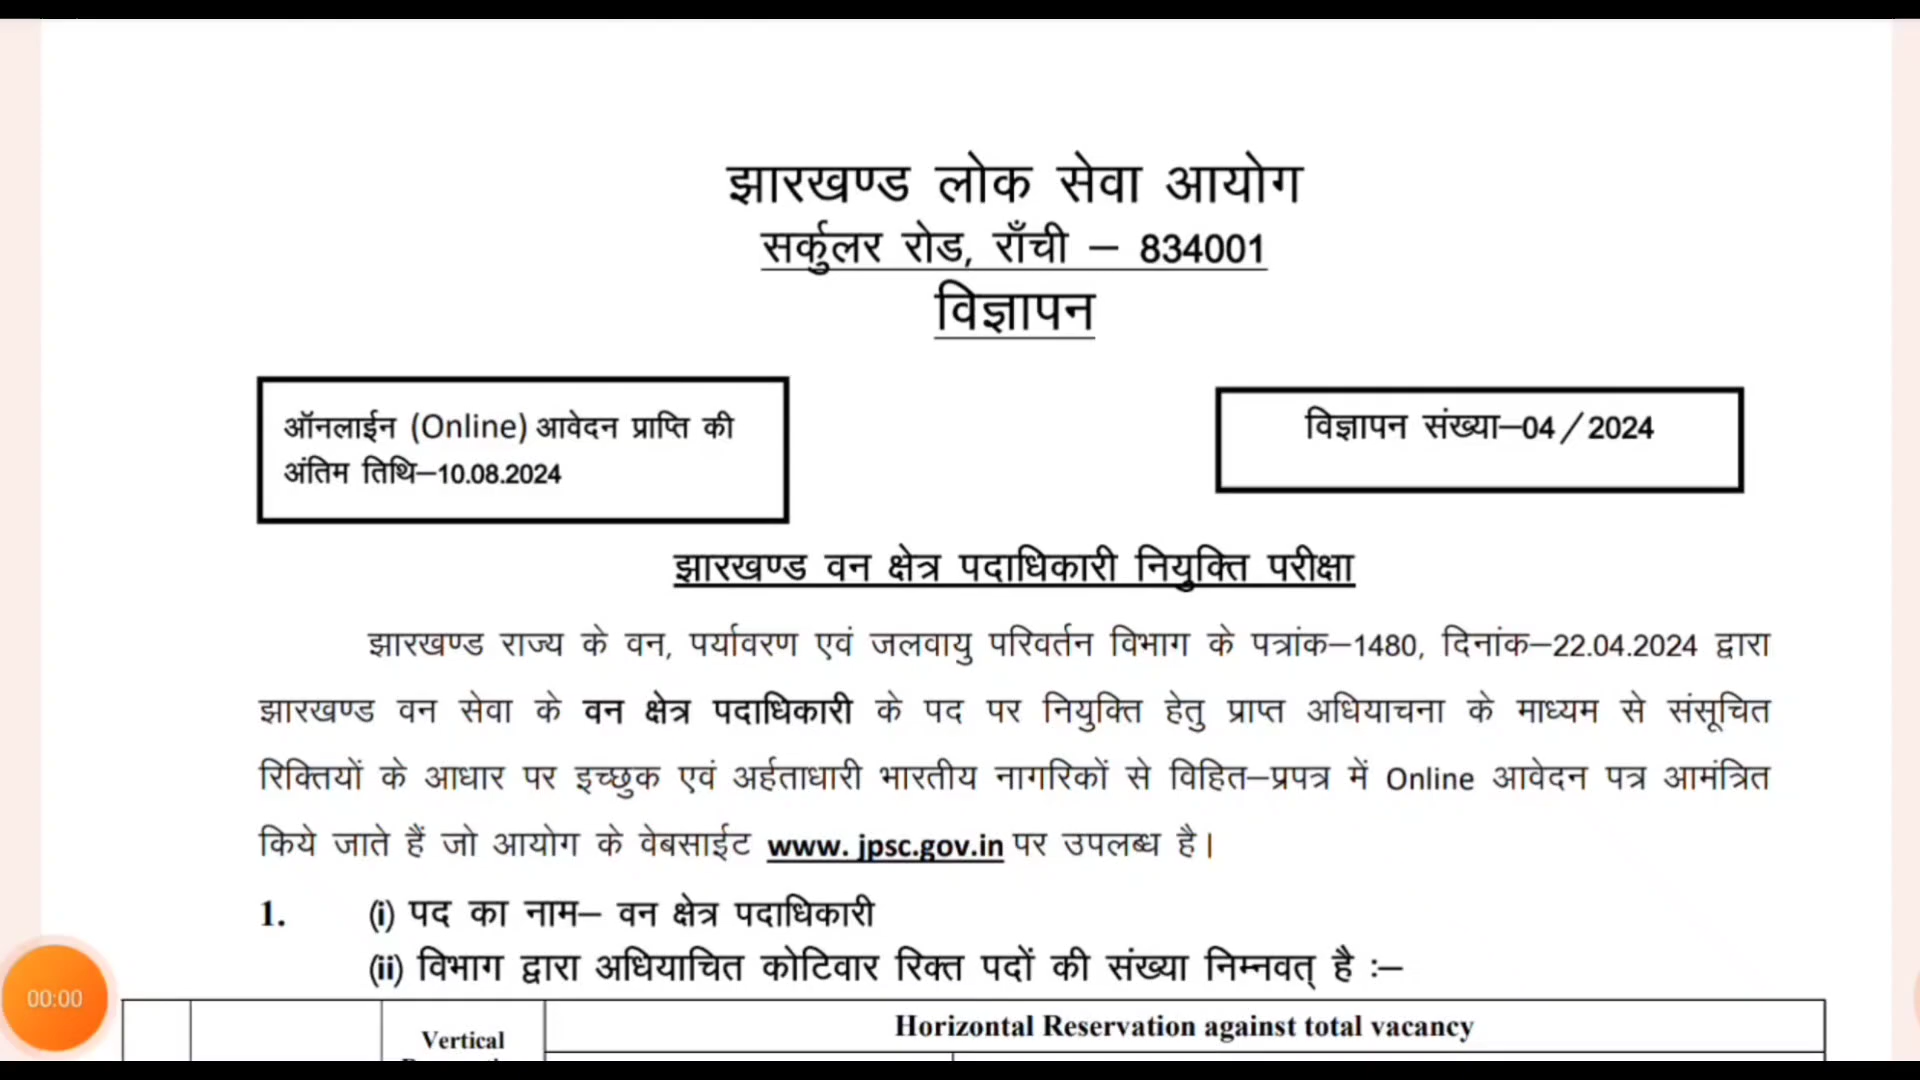 झारखण्ड लोक सेवा आयोग
सर्कुलर रोड, राँची – 834001
विज्ञापन
ऑनलाईन (Online) आवेदन प्राप्ति की
अंतिम तिथि–10.08.2024
विज्ञापन संख्या–04/2024
झारखण्ड वन क्षेत्र पदाधिकारी नियुक्ति परीक्षा
झारखण्ड राज्य के वन, पर्यावरण एवं जलवायु परिवर्तन विभाग के पत्रांक–1480, दिनांक–22.04.2024 द्वारा
झारखण्ड वन सेवा के वन क्षेत्र पदाधिकारी के पद पर नियुक्ति हेतु प्राप्त अधियाचना के माध्यम से संसूचित
रिक्तियों के आधार पर इच्छुक एवं अर्हताधारी भारतीय नागरिकों से विहित–प्रपत्र में Online आवेदन पत्र आमंत्रित
किये जाते हैं जो आयोग के वेबसाईट www. jpsc.gov.in पर उपलब्ध है।
1. (i) पद का नाम– वन क्षेत्र पदाधिकारी
(ii) विभाग द्वारा अधियाचित कोटिवार रिक्त पदों की संख्या निम्नवत् है :–
Horizontal Reservation against total vacancy
Vertical
00:00